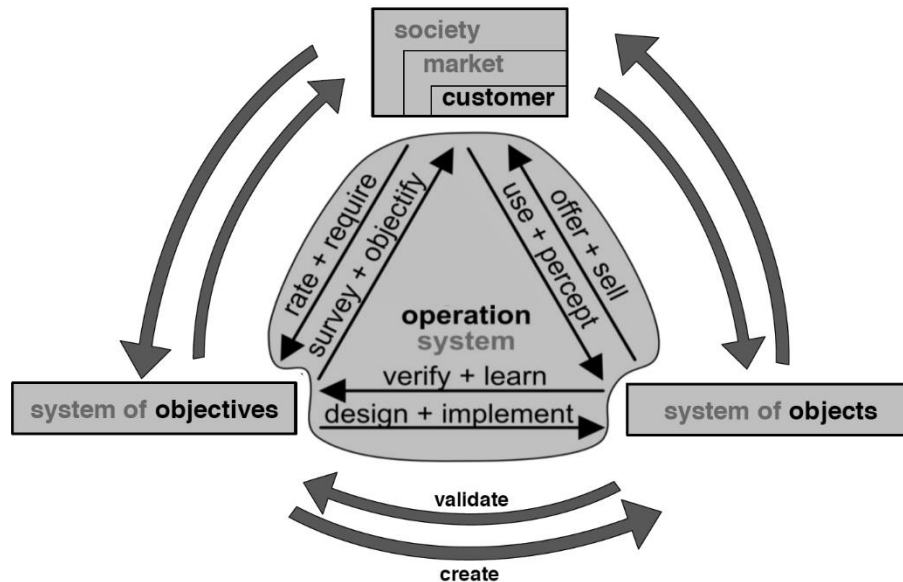 society
market
customer
rate + require
survey + objectify
use + percept
offer + sell
operation
system
verify + learn
design + implement
system of objectives
system of objects
validate
create